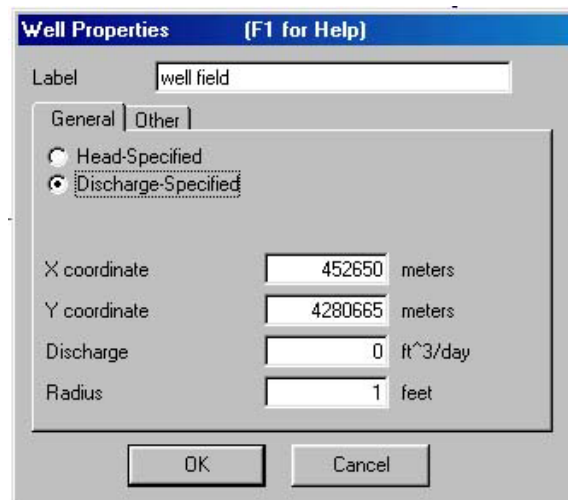 Well Properties (F1 for Help)
Label well field
General Other
Head-Specified
Discharge-Specified
X coordinate 452650 meters
Y coordinate 4280665 meters
Discharge 0 ft^3/day
Radius 1 feet
OK Cancel